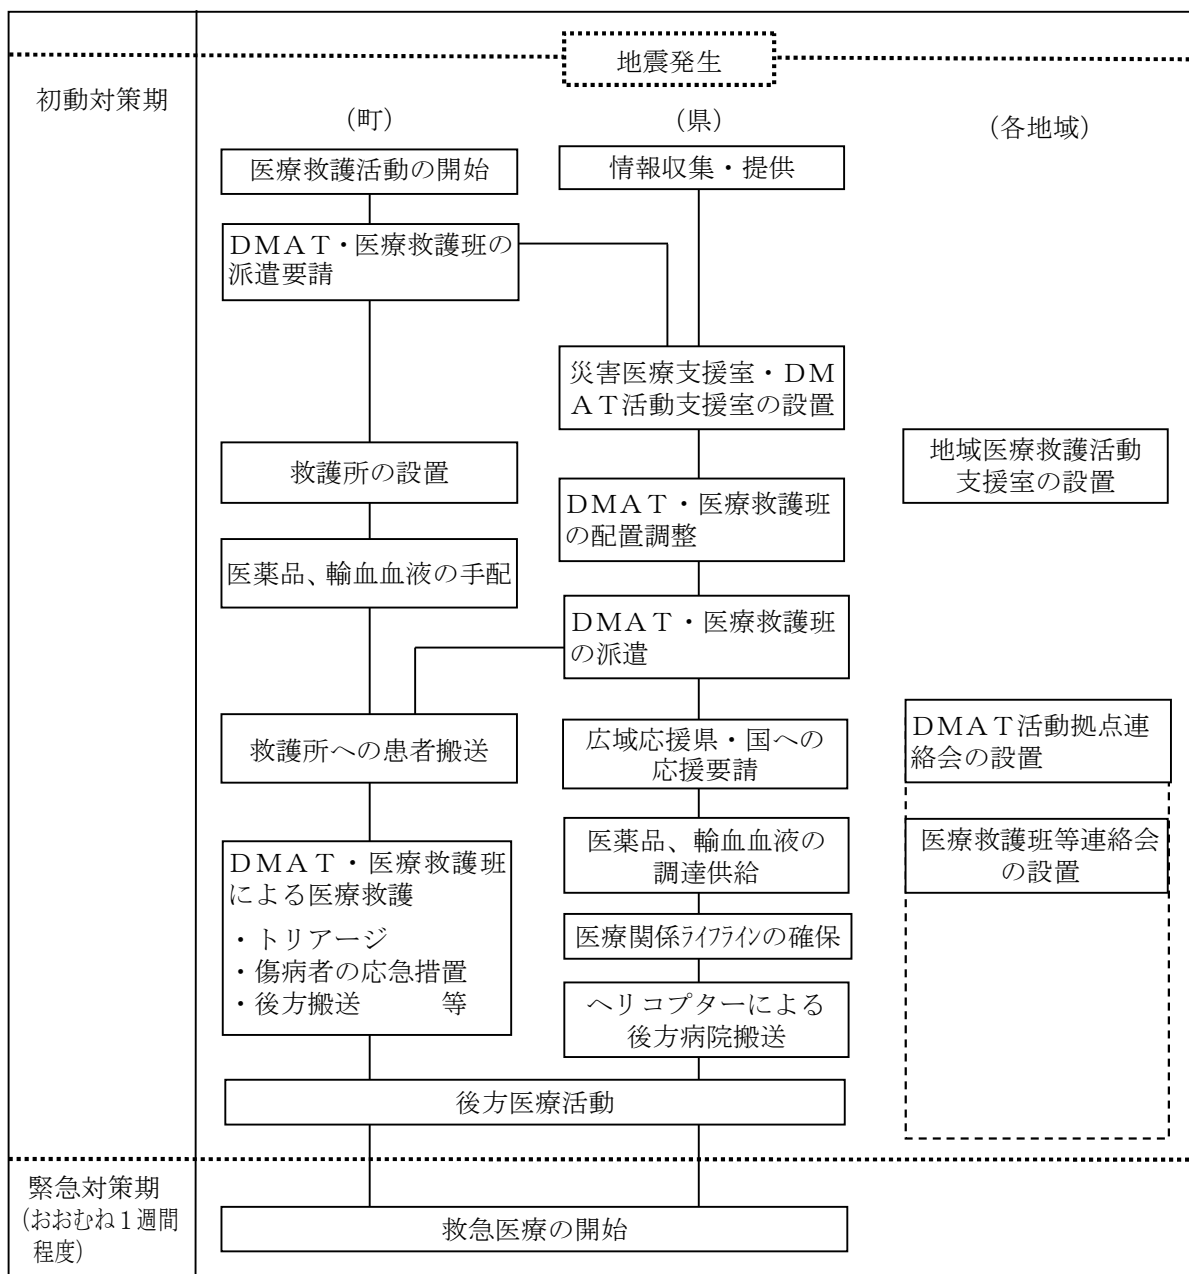 地震発生
初動対策期
(町)
(県)
(各地域)
医療救護活動の開始
情報収集・提供
ＤＭＡＴ・医療救護班の
派遣要請
災害医療支援室・ＤＭ
ＡＴ活動支援室の設置
救護所の設置
地域医療救護活動
支援室の設置
ＤＭＡＴ・医療救護班
の配置調整
医薬品、輸血血液の手配
ＤＭＡＴ・医療救護班
の派遣
救護所への患者搬送
広域応援県・国への
応援要請
ＤＭＡＴ活動拠点連
絡会の設置
医薬品、輸血血液の
調達供給
医療救護班等連絡会
の設置
ＤＭＡＴ・医療救護班
による医療救護
・トリアージ
・傷病者の応急措置
・後方搬送　　　等
医療関係ﾗｲﾌﾗｲﾝの確保
ヘリコプターによる
後方病院搬送
後方医療活動
緊急対策期
(おおむね１週間
程度)
救急医療の開始